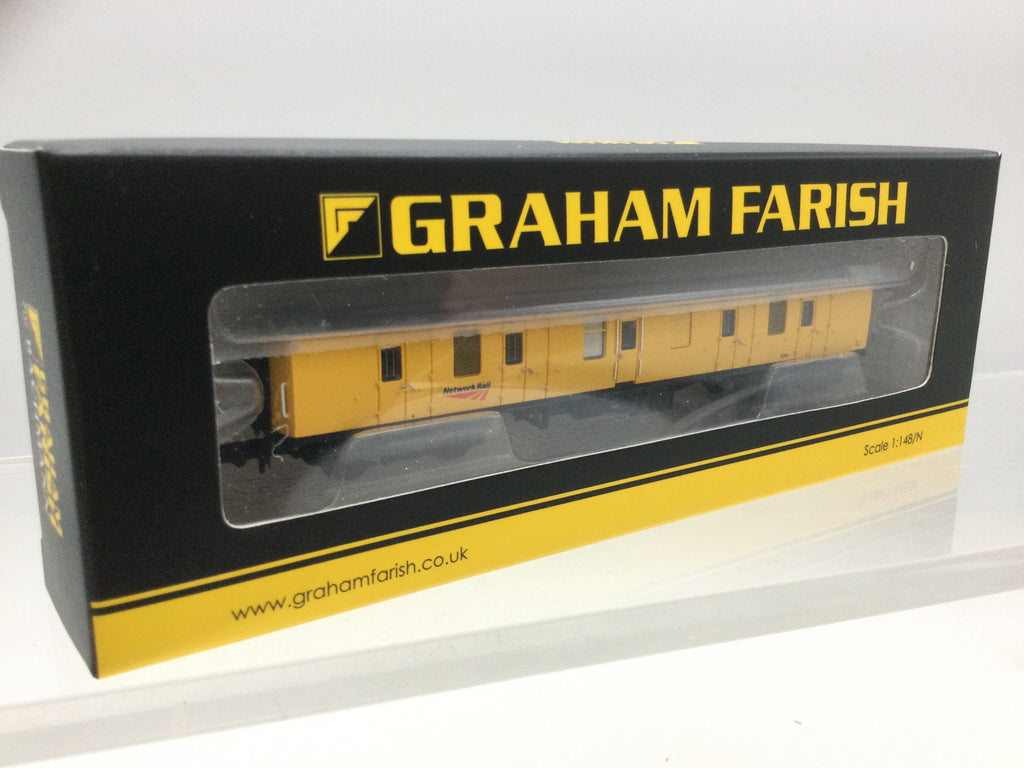 GRAHAM FARISH
Network Rail
Scale 1:148/N
www.grahamfarish.co.uk